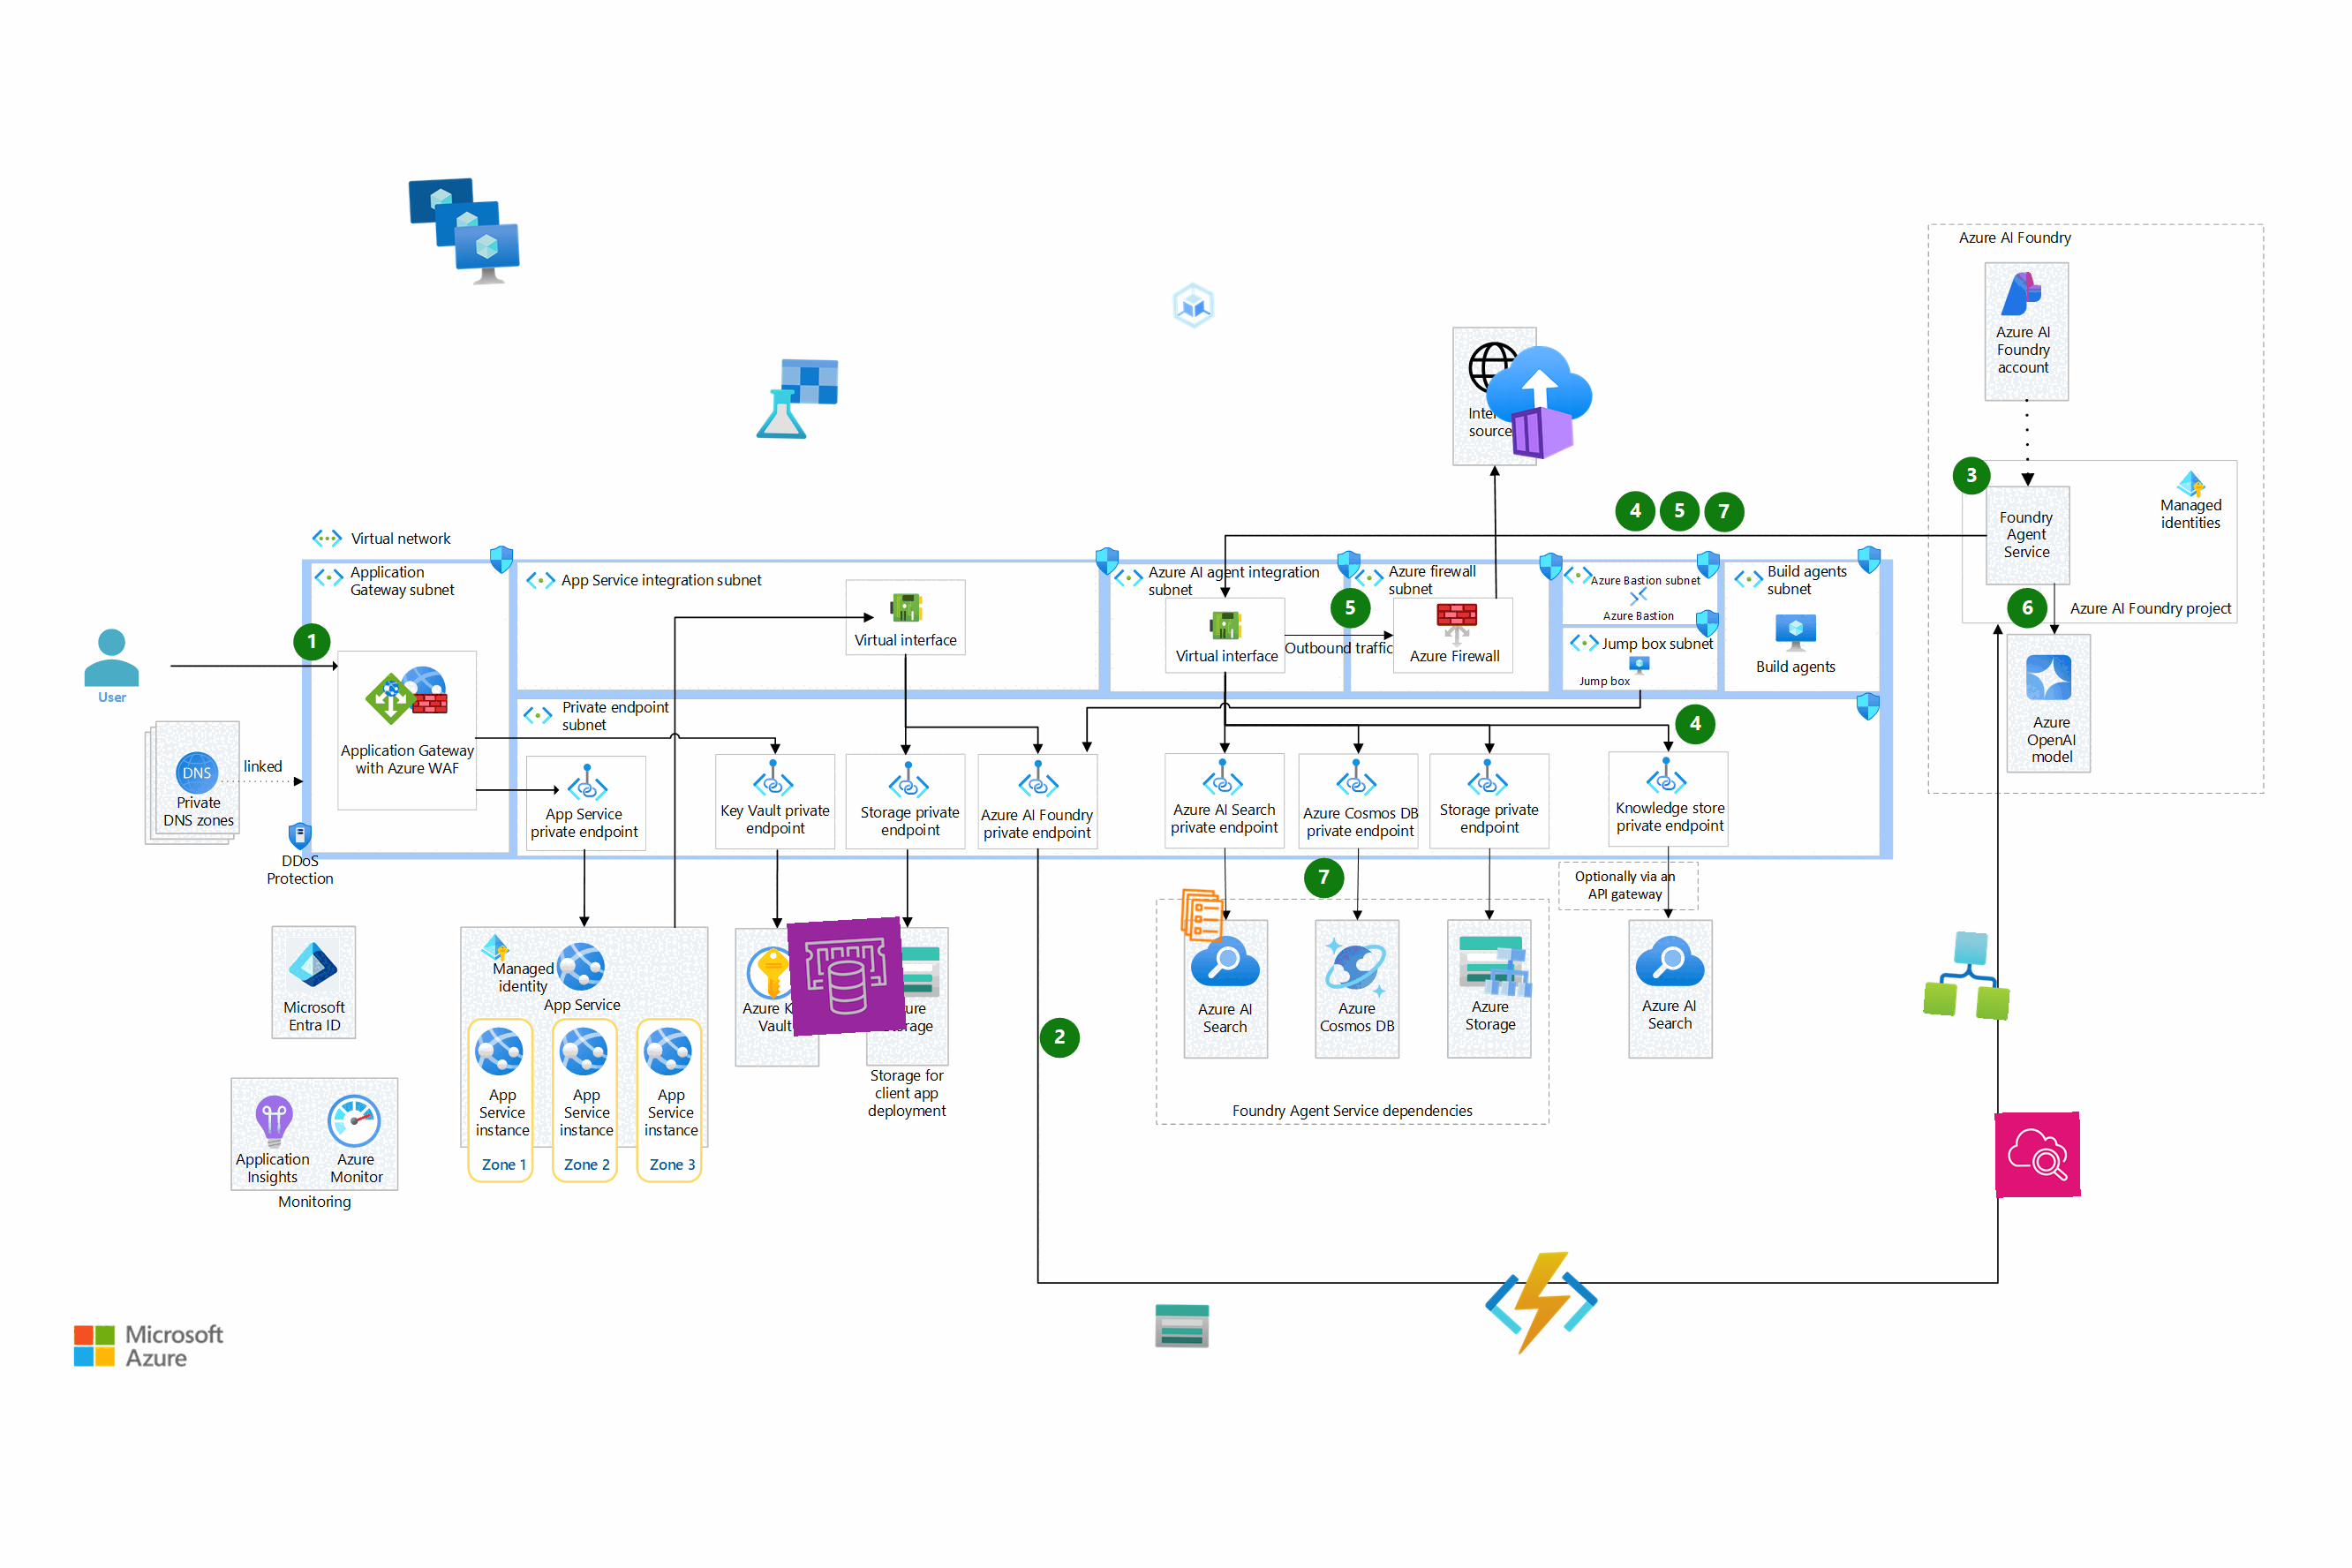 Azure AI Foundry
Azure AI
Foundry
account
3
Managed
identities
Foundry
Agent
Service
6
Azure AI Foundry project
Azure
OpenAI
model
source
4 5 7
Virtual network
Application
Gateway subnet
App Service integration subnet
Virtual interface
Azure AI agent integration
subnet
Virtual interface
5
Outbound traffic
Azure firewall
subnet
Azure Firewall
Azure Bastion subnet
Azure Bastion
Jump box subnet
Jump box
Build agents
subnet
Build agents
User
1
Application Gateway
with Azure WAF
DNS
Private
DNS zones
linked
DDoS
Protection
Private endpoint
subnet
App Service
private endpoint
Key Vault private
endpoint
Storage private
endpoint
Azure AI Foundry
private endpoint
Azure AI Search
private endpoint
Azure Cosmos DB
private endpoint
Storage private
endpoint
4
Knowledge store
private endpoint
7
Optionally via an
API gateway
Microsoft
Entra ID
Managed
identity
App Service
App
Service
instance
Zone 1
App
Service
instance
Zone 2
App
Service
instance
Zone 3
Azure
Vault
Storage for
client app
deployment
2
Azure AI
Search
Azure
Cosmos DB
Azure
Storage
Foundry Agent Service dependencies
Azure AI
Search
Application
Insights
Azure
Monitor
Monitoring
Microsoft
Azure